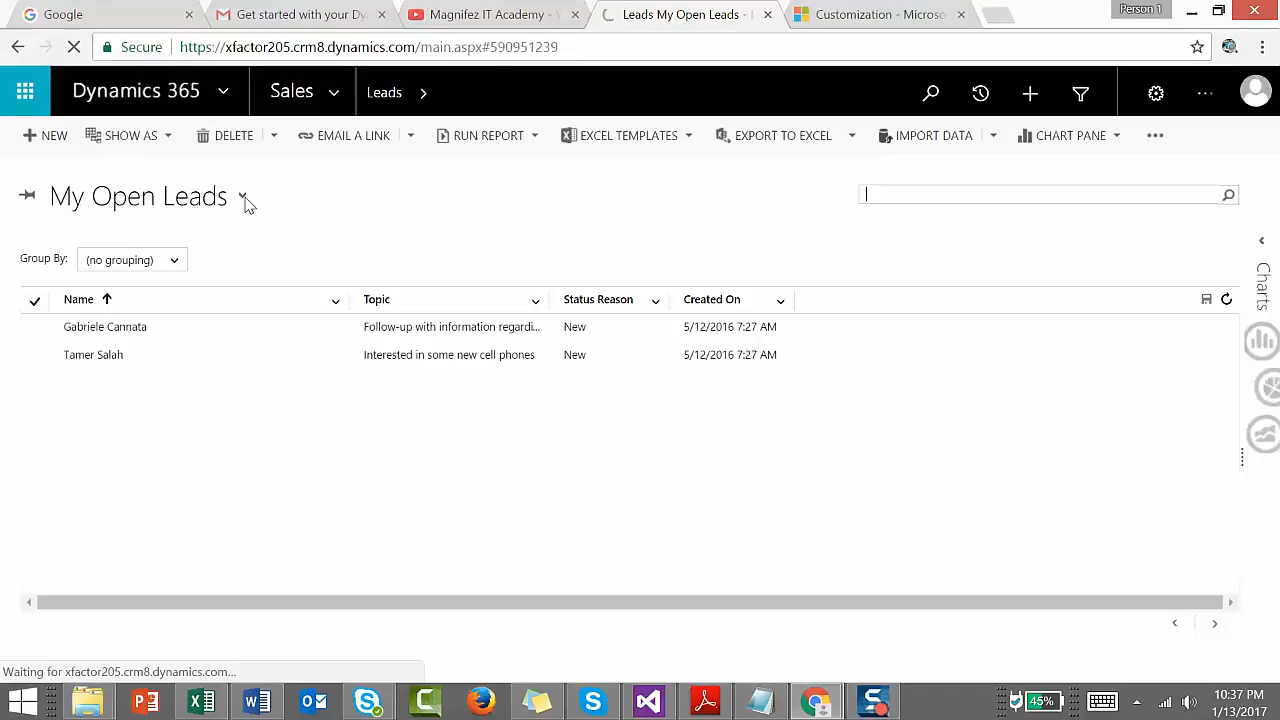 Google
Get started with your Dy
Magnifez IT Academy -
Leads My Open Leads - I
Customization - Microso
Person 1
Secure https://xfactor205.crm8.dynamics.com/main.aspx#590951239
Dynamics 365 Sales Leads
NEW SHOW AS DELETE EMAIL A LINK RUN REPORT EXCEL TEMPLATES EXPORT TO EXCEL IMPORT DATA CHART PANE
My Open Leads
Group By: (no grouping)
Charts
Name Topic Status Reason Created On
Gabriele Cannata Follow-up with information regardi... New 5/12/2016 7:27 AM
Tamer Salah Interested in some new cell phones New 5/12/2016 7:27 AM
Waiting for xfactor205.crm8.dynamics.com...
45%
10:37 PM
1/13/2017